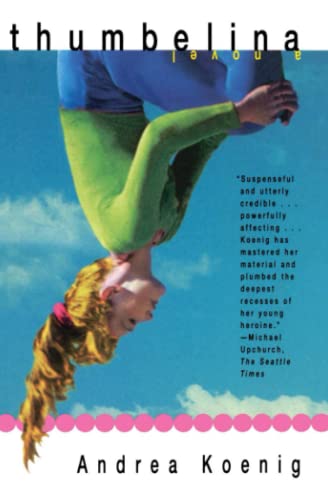 thumbelina
a novel
"Suspenseful
and utterly
credible . . .
powerfully
affecting . . .
Koenig has
mastered her
material and
plumbed the
deepest
recesses of
her young
heroine."
—Michael
Upchurch,
The Seattle
Times
Andrea Koenig